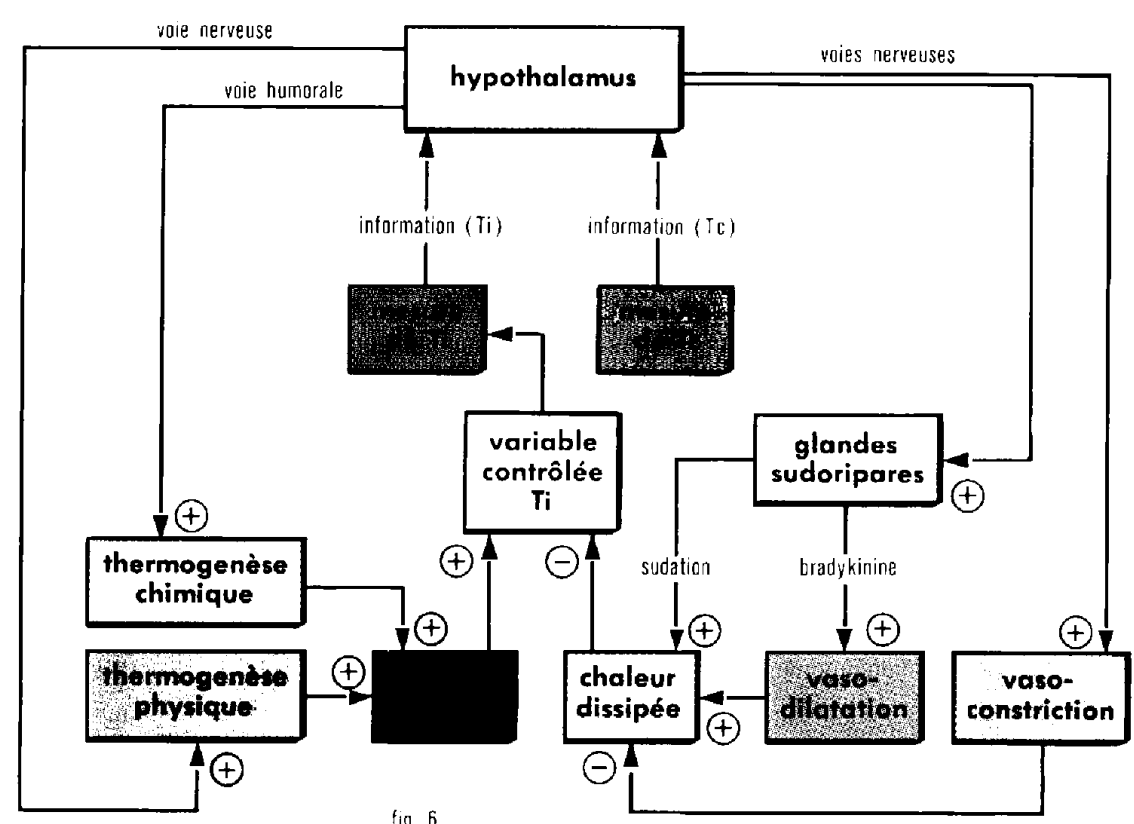 voie nerveuse
hypothalamus
voies nerveuses
voie humorale
information (Ti)
information (Tc)
variable
contrôlée
Ti
glandes
sudoripares
+
+
thermogenèse
chimique
+
−
sudation
bradykinine
+
+
+
+
thermogenèse
physique
+
chaleur
dissipée
vaso-
dilatation
vaso-
constriction
+
+
−
fig. 6